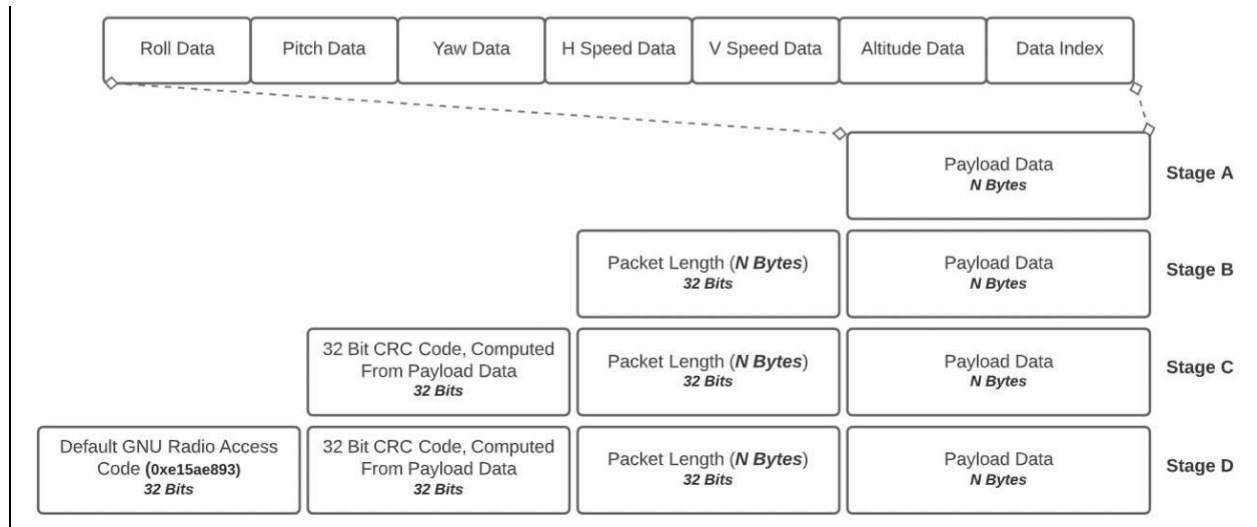 Roll Data
Pitch Data
Yaw Data
H Speed Data
V Speed Data
Altitude Data
Data Index
Payload Data
N Bytes
Stage A
Packet Length (N Bytes)
32 Bits
Payload Data
N Bytes
Stage B
32 Bit CRC Code, Computed
From Payload Data
32 Bits
Packet Length (N Bytes)
32 Bits
Payload Data
N Bytes
Stage C
Default GNU Radio Access
Code (0xe15ae893)
32 Bits
32 Bit CRC Code, Computed
From Payload Data
32 Bits
Packet Length (N Bytes)
32 Bits
Payload Data
N Bytes
Stage D